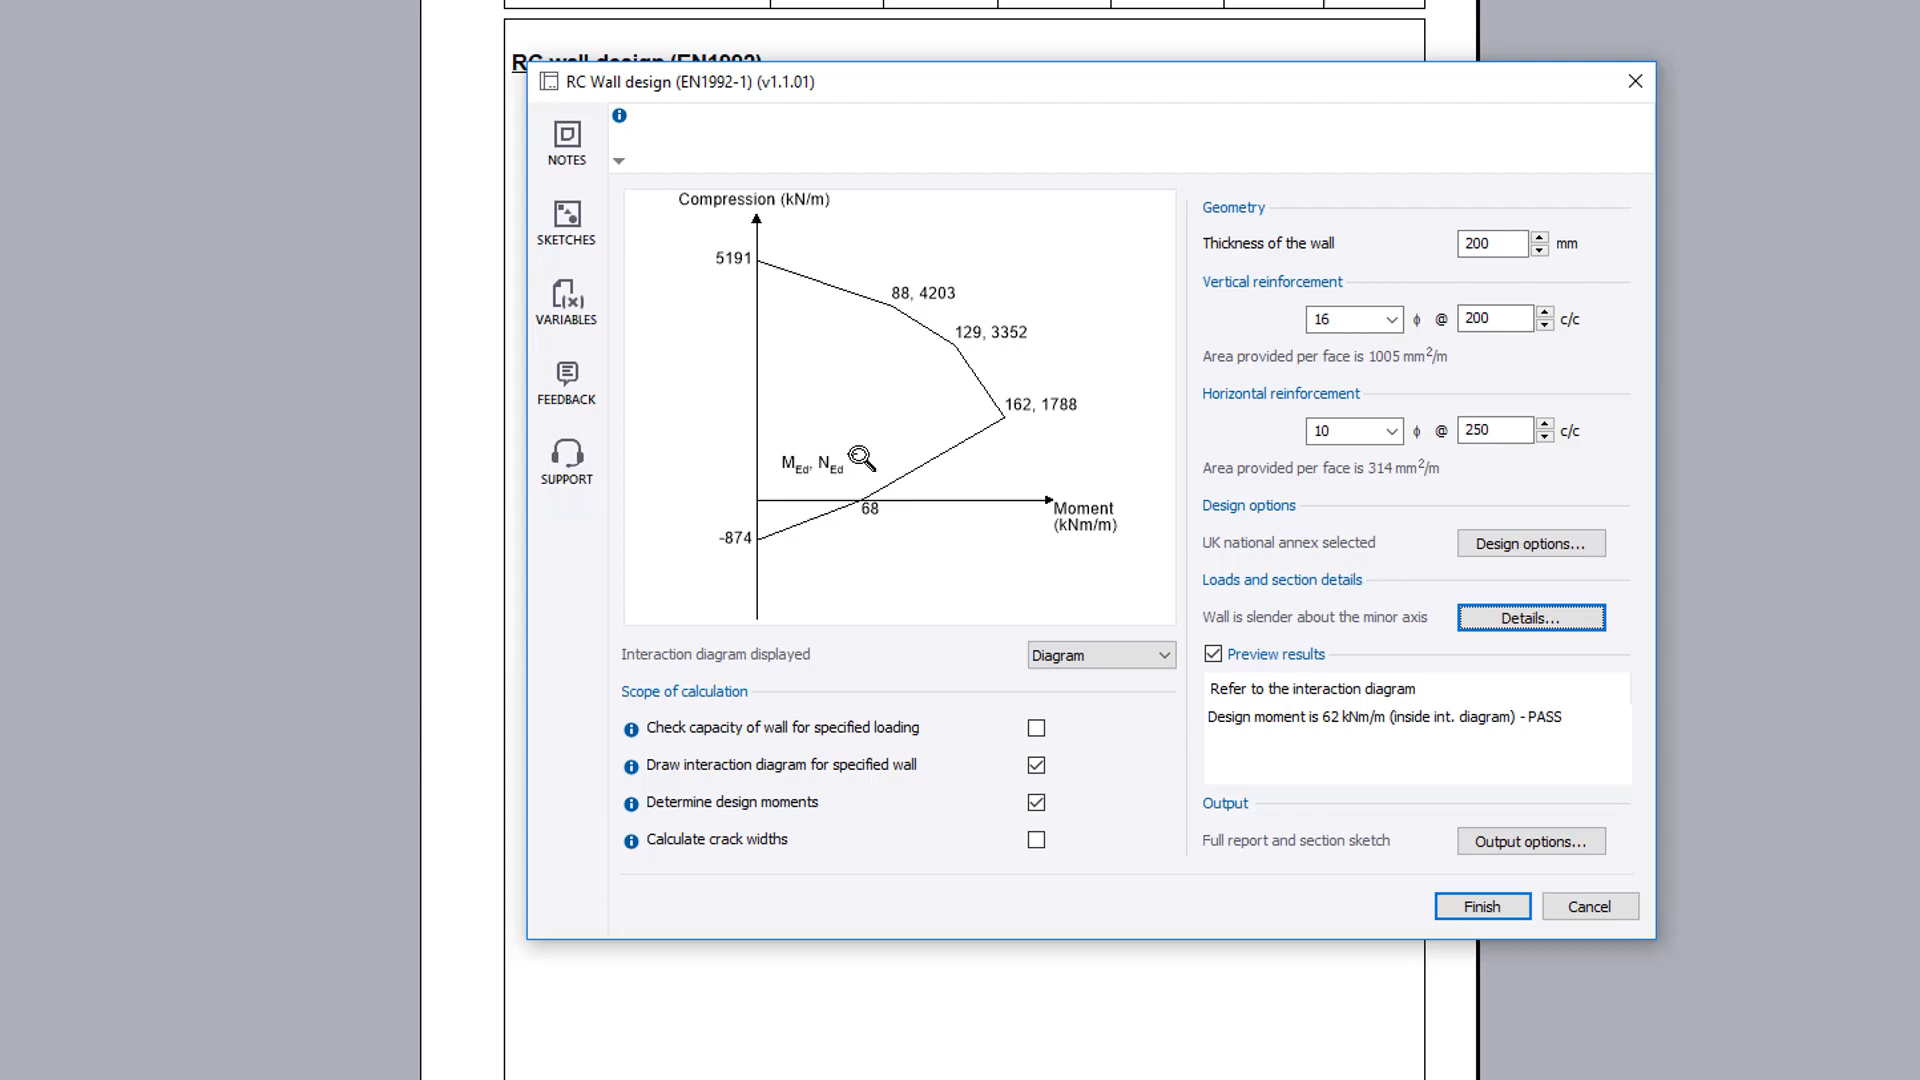 RC wall design (EN1992)
RC Wall design (EN1992-1) (v1.1.01)
NOTES
SKETCHES
VARIABLES
FEEDBACK
SUPPORT
Compression (kN/m)
5191
88, 4203
129, 3352
162, 1788
MEd, NEd
68
Moment
(kNm/m)
-874
Interaction diagram displayed
Diagram
Scope of calculation
Check capacity of wall for specified loading
Draw interaction diagram for specified wall
Determine design moments
Calculate crack widths
Geometry
Thickness of the wall 200 mm
Vertical reinforcement
16 ϕ @ 200 c/c
Area provided per face is 1005 mm²/m
Horizontal reinforcement
10 ϕ @ 250 c/c
Area provided per face is 314 mm²/m
Design options
UK national annex selected Design options...
Loads and section details
Wall is slender about the minor axis Details...
Preview results
Refer to the interaction diagram
Design moment is 62 kNm/m (inside int. diagram) - PASS
Output
Full report and section sketch Output options...
Finish Cancel